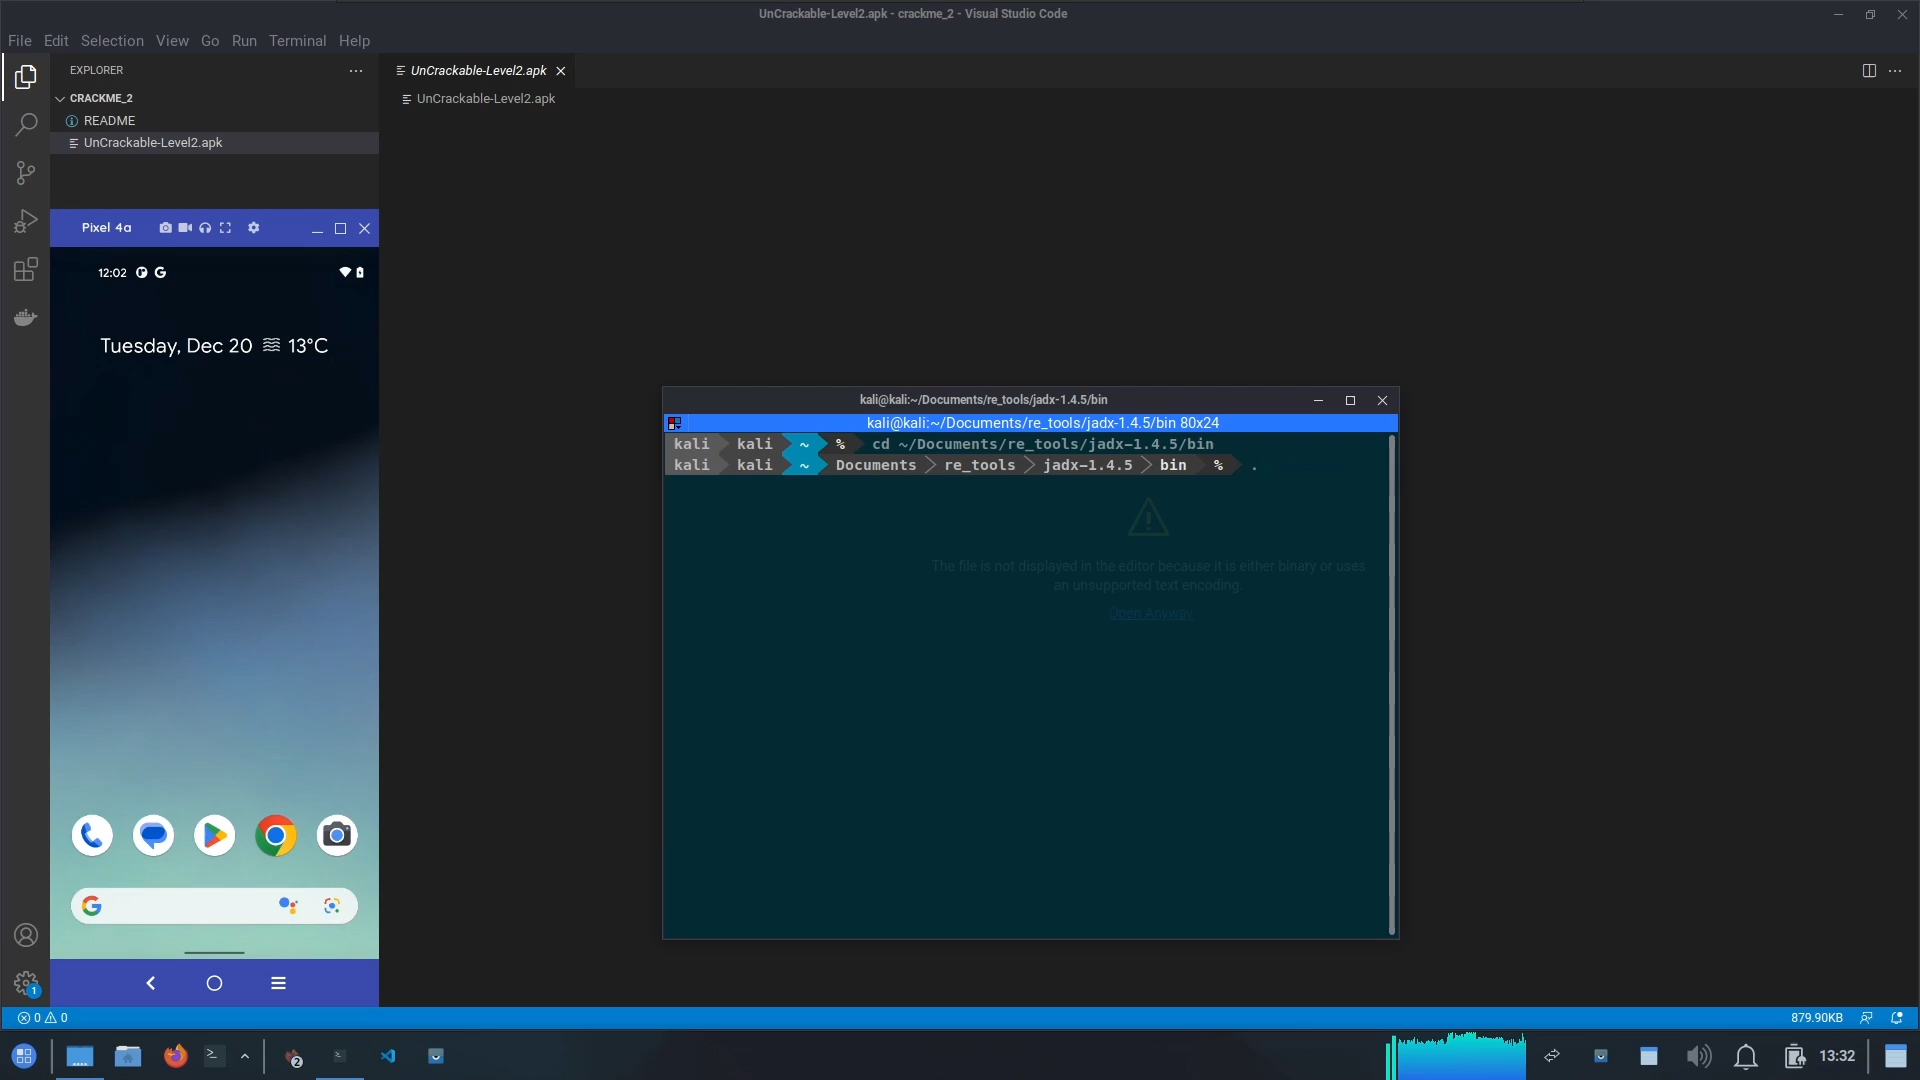 UnCrackable-Level2.apk - crackme_2 - Visual Studio Code
File Edit Selection View Go Run Terminal Help
EXPLORER
UnCrackable-Level2.apk
CRACKME_2
UnCrackable-Level2.apk
README
UnCrackable-Level2.apk
Pixel 4a
12:02
Tuesday, Dec 20 13°C
kali@kali:~/Documents/re_tools/jadx-1.4.5/bin
kali@kali:~/Documents/re_tools/jadx-1.4.5/bin 80x24
kali kali ~ % cd ~/Documents/re_tools/jadx-1.4.5/bin
kali kali ~ Documents re_tools jadx-1.4.5 bin % .
The file is not displayed in the editor because it is either binary or uses
an unsupported text encoding.
Open Anyway
1
0 0
879.90KB
2
13:32